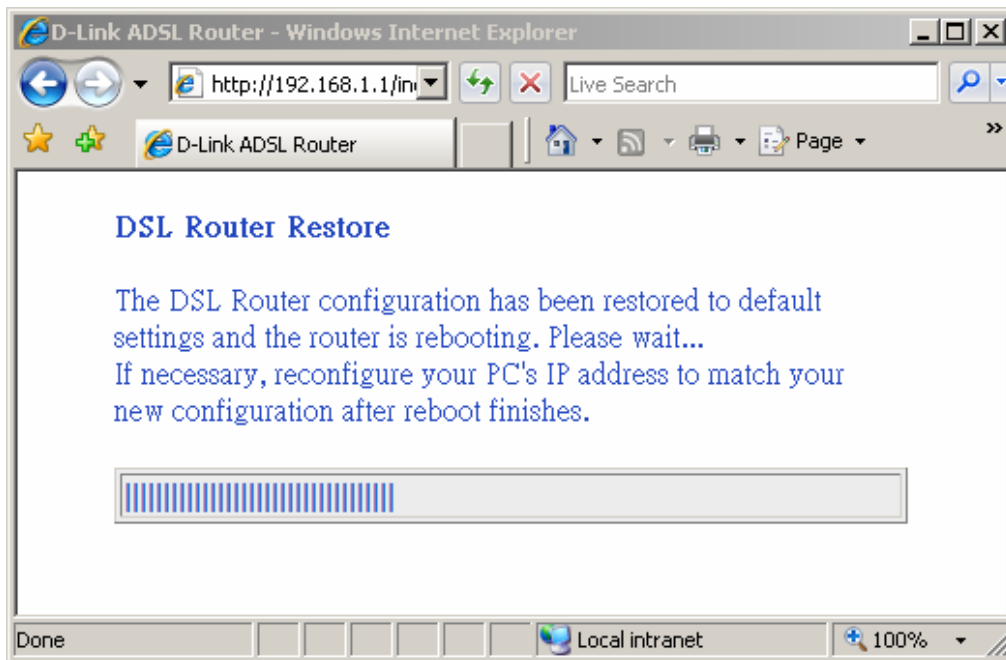 D-Link ADSL Router - Windows Internet Explorer
http://192.168.1.1/in
Live Search
D-Link ADSL Router
Page
»
DSL Router Restore
The DSL Router configuration has been restored to default
settings and the router is rebooting. Please wait...
If necessary, reconfigure your PC's IP address to match your
new configuration after reboot finishes.
Done
Local intranet
100%